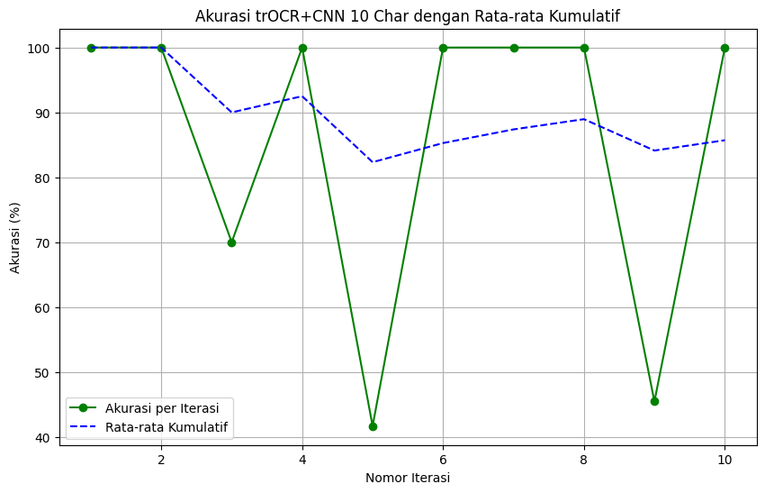 Akurasi trOCR+CNN 10 Char dengan Rata-rata Kumulatif
100
90
80
70
60
50
40
Akurasi (%)
Akurasi per Iterasi
Rata-rata Kumulatif
2 4 6 8 10
Nomor Iterasi